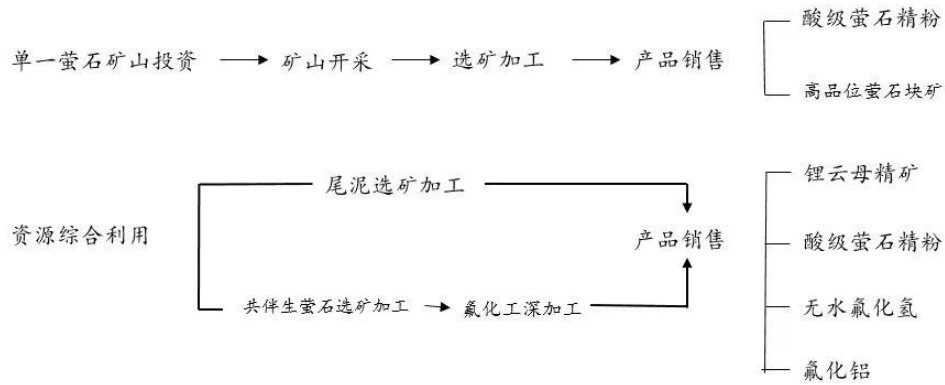 酸级萤石精粉
单一萤石矿山投资 矿山开采 选矿加工 产品销售
高品位萤石块矿
锂云母精矿
尾泥选矿加工
资源综合利用 产品销售 酸级萤石精粉
共伴生萤石选矿加工 氟化工深加工 无水氟化氢
氟化铝